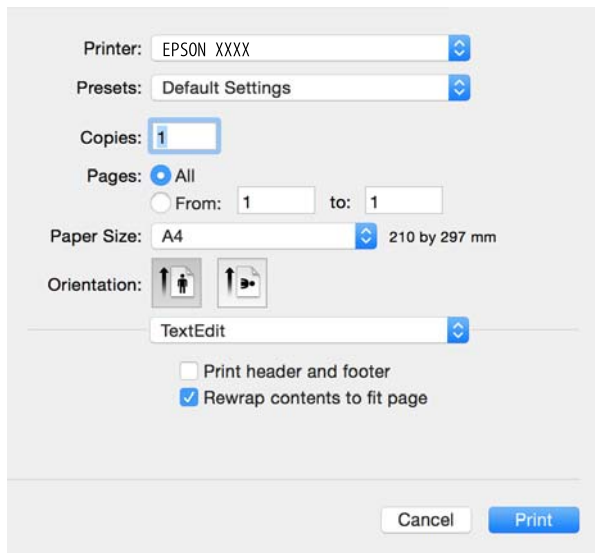 Printer: EPSON XXXX
Presets: Default Settings
Copies: 1
Pages: All
From: 1 to: 1
Paper Size: A4 210 by 297 mm
Orientation:
TextEdit
Print header and footer
Rewrap contents to fit page
Cancel Print